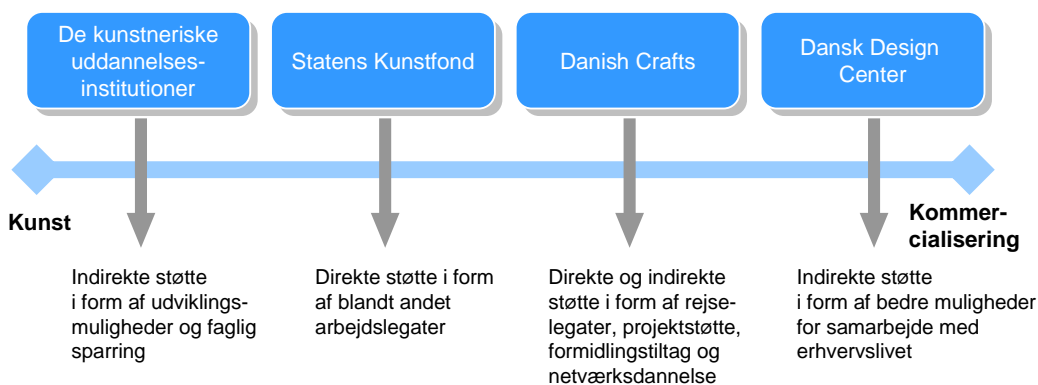 De kunstneriske
uddannelses-
institutioner
Statens Kunstfond
Danish Crafts
Dansk Design
Center
Kunst
Kommer-
cialisering
Indirekte støtte
i form af udviklings-
muligheder og faglig
sparring
Direkte støtte i form
af blandt andet
arbejdslegater
Direkte og indirekte
støtte i form af rejse-
legater, projektstøtte,
formidlingstiltag og
netværksdannelse
Indirekte støtte
i form af bedre muligheder
for samarbejde med
erhvervslivet